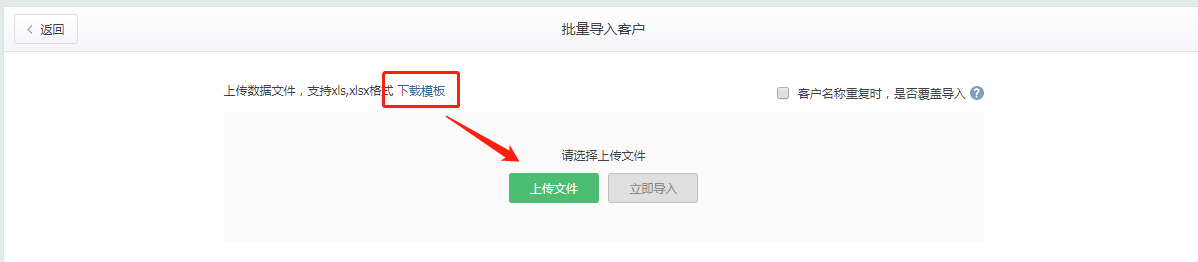 返回
批量导入客户
上传数据文件，支持xls,xlsx格式 下载模板
客户名称重复时，是否覆盖导入 ?
请选择上传文件
上传文件
立即导入